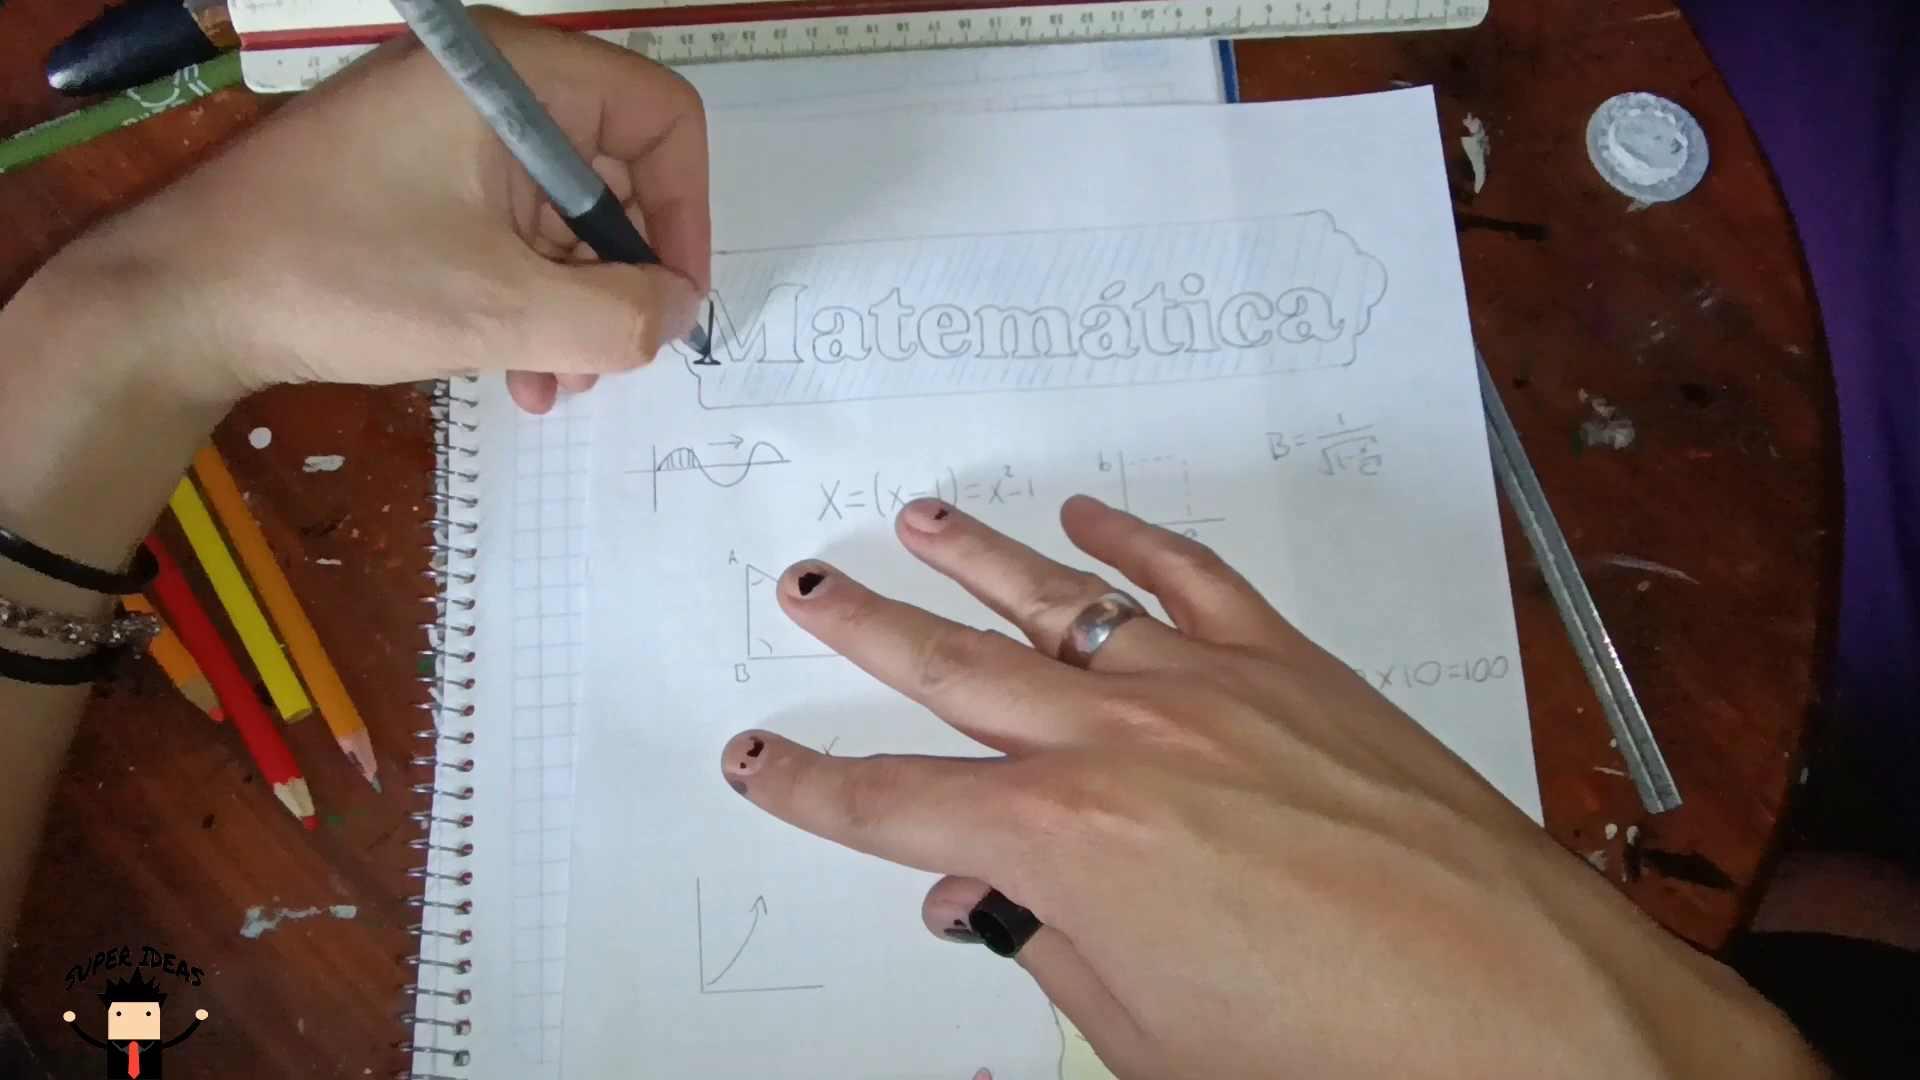 Matemática
X=(x-1)=x²-1
b
a
B=
A
B
x10=100
x
SUPER IDEAS